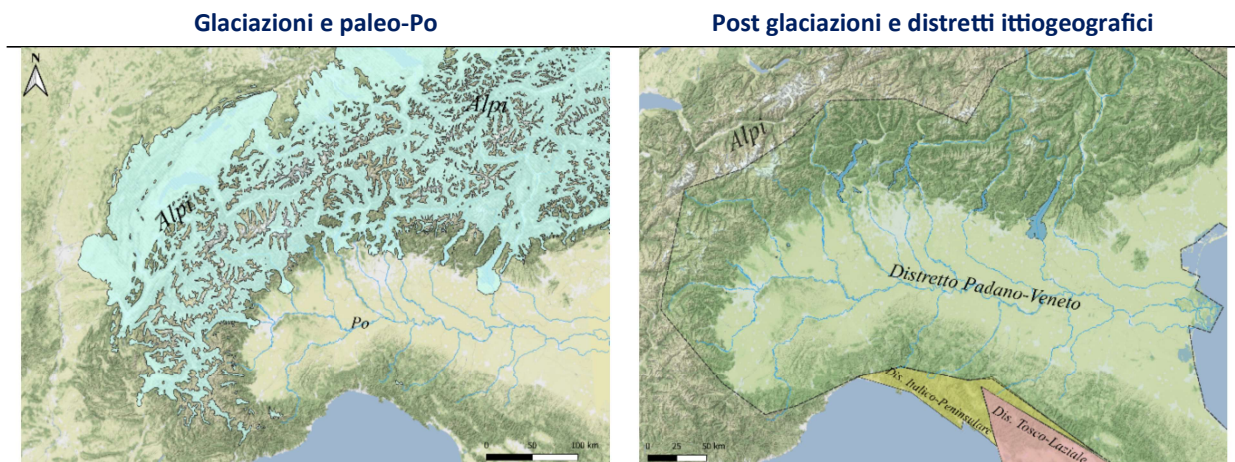 Glaciazioni e paleo-Po
Post glaciazioni e distretti ittiogeografici
N
Alpi
Alpi
Po
0 50 100 km
Alpi
Distretto Padano-Veneto
Dis. Italico-Peninsulare
Dis. Tosco-Laziale
0 25 50 km